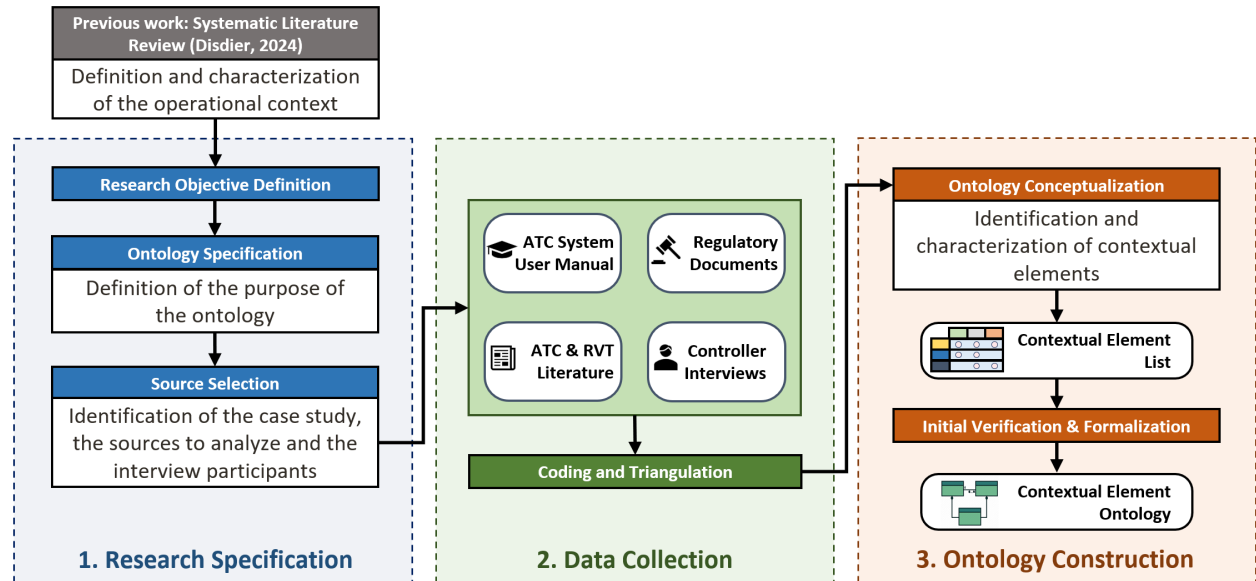 Previous work: Systematic Literature
Review (Disdier, 2024)
Definition and characterization
of the operational context
Research Objective Definition
Ontology Specification
Definition of the purpose of
the ontology
Source Selection
Identification of the case study,
the sources to analyze and the
interview participants
1. Research Specification
ATC System
User Manual
Regulatory
Documents
ATC & RVT
Literature
Controller
Interviews
Coding and Triangulation
2. Data Collection
Ontology Conceptualization
Identification and
characterization of contextual
elements
Contextual Element
List
Initial Verification & Formalization
Contextual Element
Ontology
3. Ontology Construction